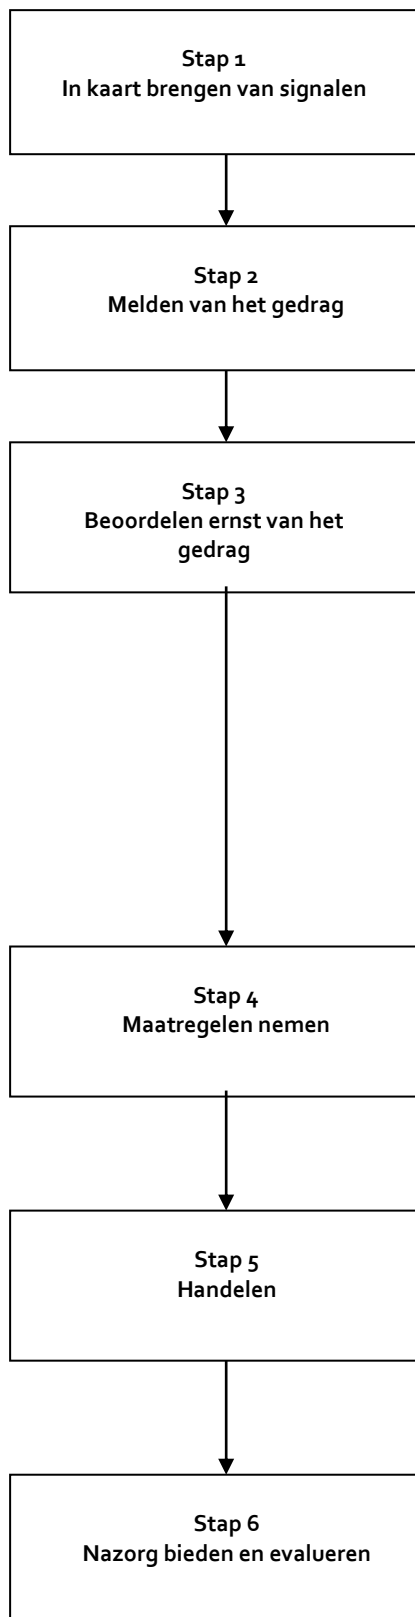 Stap 1
In kaart brengen van signalen
Stap 2
Melden van het gedrag
Stap 3
Beoordelen ernst van het
gedrag
Stap 4
Maatregelen nemen
Stap 5
Handelen
Stap 6
Nazorg bieden en evalueren